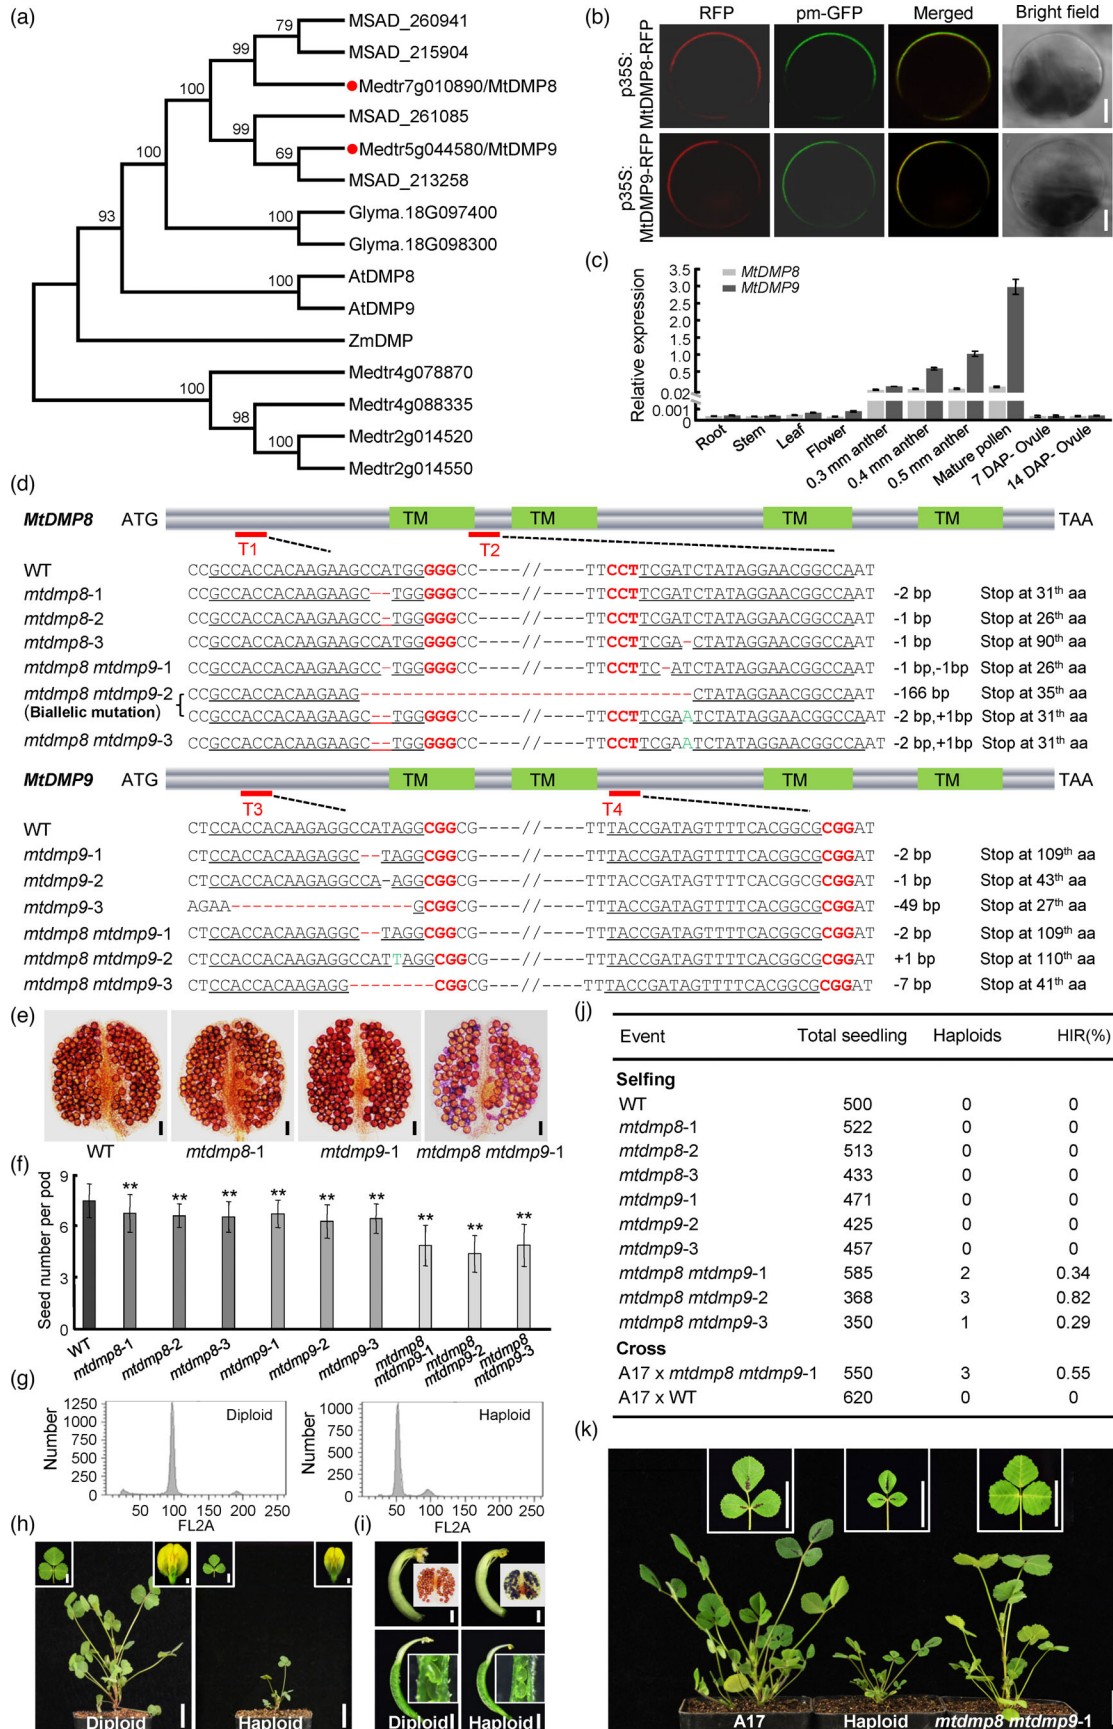 (a)
MSAD_260941
MSAD_215904
Medtr7g010890/MtDMP8
MSAD_261085
Medtr5g044580/MtDMP9
MSAD_213258
Glyma.18G097400
Glyma.18G098300
AtDMP8
AtDMP9
ZmDMP
Medtr4g078870
Medtr4g088335
Medtr2g014520
Medtr2g014550
79
99
100
99
69
100
100
93
100
100
98
100
(b)
RFP pm-GFP Merged Bright field
p35S:
MtDMP8-RFP
p35S:
MtDMP9-RFP
(c)
MtDMP8
MtDMP9
Relative expression
3.5
3.0
2.5
2.0
1.5
1.0
0.5
0.02
0.001
0
Root
Stem
Leaf
Flower
0.3 mm anther
0.4 mm anther
0.5 mm anther
Mature pollen
7 DAP- Ovule
14 DAP- Ovule
(d)
MtDMP8 ATG TM TM TM TM TAA
T1 T2
WT CCGCCACCACAAGAAGCCATGGGGGCC-----//----TTCCTTCGATCTATAGGAACGGCCAAT
mtdmp8-1 CCGCCACCACAAGAAGC--TGGGGGCC-----//----TTCCTTCGATCTATAGGAACGGCCAAT -2 bp Stop at 31th aa
mtdmp8-2 CCGCCACCACAAGAAGCC-TGGGGGCC-----//----TTCCTTCGATCTATAGGAACGGCCAAT -1 bp Stop at 26th aa
mtdmp8-3 CCGCCACCACAAGAAGCCATGGGGGCC-----//----TTCCTTCGA-CTATAGGAACGGCCAAT -1 bp Stop at 90th aa
mtdmp8 mtdmp9-1 CCGCCACCACAAGAAGCC-TGGGGGCC-----//----TTCCTTC-ATCTATAGGAACGGCCAAT -1 bp,-1bp Stop at 26th aa
mtdmp8 mtdmp9-2 CCGCCACCACAAGAAG--------------------------------CTATAGGAACGGCCAAT -166 bp Stop at 35th aa
(Biallelic mutation) CCGCCACCACAAGAAGC--TGGGGGCC-----//----TTCCTTCGAATCTATAGGAACGGCCAAT -2 bp,+1bp Stop at 31th aa
mtdmp8 mtdmp9-3 CCGCCACCACAAGAAGC--TGGGGGCC-----//----TTCCTTCGAATCTATAGGAACGGCCAAT -2 bp,+1bp Stop at 31th aa
MtDMP9 ATG TM TM TM TM TAA
T3 T4
WT CTCCACCACAAGAGGCCATAGGCGGCG----//----TTTACCGATAGTTTTCACGGCGCGGAT
mtdmp9-1 CTCCACCACAAGAGGC--TAGGCGGCG----//----TTTACCGATAGTTTTCACGGCGCGGAT -2 bp Stop at 109th aa
mtdmp9-2 CTCCACCACAAGAGGCCA-AGGCGGCG----//----TTTACCGATAGTTTTCACGGCGCGGAT -1 bp Stop at 43th aa
mtdmp9-3 AGAA-----------------GCGGCG----//----TTTACCGATAGTTTTCACGGCGCGGAT -49 bp Stop at 27th aa
mtdmp8 mtdmp9-1 CTCCACCACAAGAGGC--TAGGCGGCG----//----TTTACCGATAGTTTTCACGGCGCGGAT -2 bp Stop at 109th aa
mtdmp8 mtdmp9-2 CTCCACCACAAGAGGCCATTAGGCGGCG----//----TTTACCGATAGTTTTCACGGCGCGGAT +1 bp Stop at 110th aa
mtdmp8 mtdmp9-3 CTCCACCACAAGAGG--------CGGCG----//----TTTACCGATAGTTTTCACGGCGCGGAT -7 bp Stop at 41th aa
(e)
WT mtdmp8-1 mtdmp9-1 mtdmp8 mtdmp9-1
(f)
Seed number per pod
9
6
3
0
** ** ** ** ** ** ** ** **
WT
mtdmp8-1
mtdmp8-2
mtdmp8-3
mtdmp9-1
mtdmp9-2
mtdmp9-3
mtdmp8 mtdmp9-1
mtdmp8 mtdmp9-2
mtdmp8 mtdmp9-3
(g)
Number
1250
1000
750
500
250
0
Diploid
50 100 150 200 250
FL2A
Number
1000
750
500
250
0
Haploid
50 100 150 200 250
FL2A
(h)
Diploid Haploid
(i)
Diploid Haploid
(j)
Event Total seedling Haploids HIR(%)
Selfing
WT 500 0 0
mtdmp8-1 522 0 0
mtdmp8-2 513 0 0
mtdmp8-3 433 0 0
mtdmp9-1 471 0 0
mtdmp9-2 425 0 0
mtdmp9-3 457 0 0
mtdmp8 mtdmp9-1 585 2 0.34
mtdmp8 mtdmp9-2 368 3 0.82
mtdmp8 mtdmp9-3 350 1 0.29
Cross
A17 x mtdmp8 mtdmp9-1 550 3 0.55
A17 x WT 620 0 0
(k)
A17 Haploid mtdmp8 mtdmp9-1